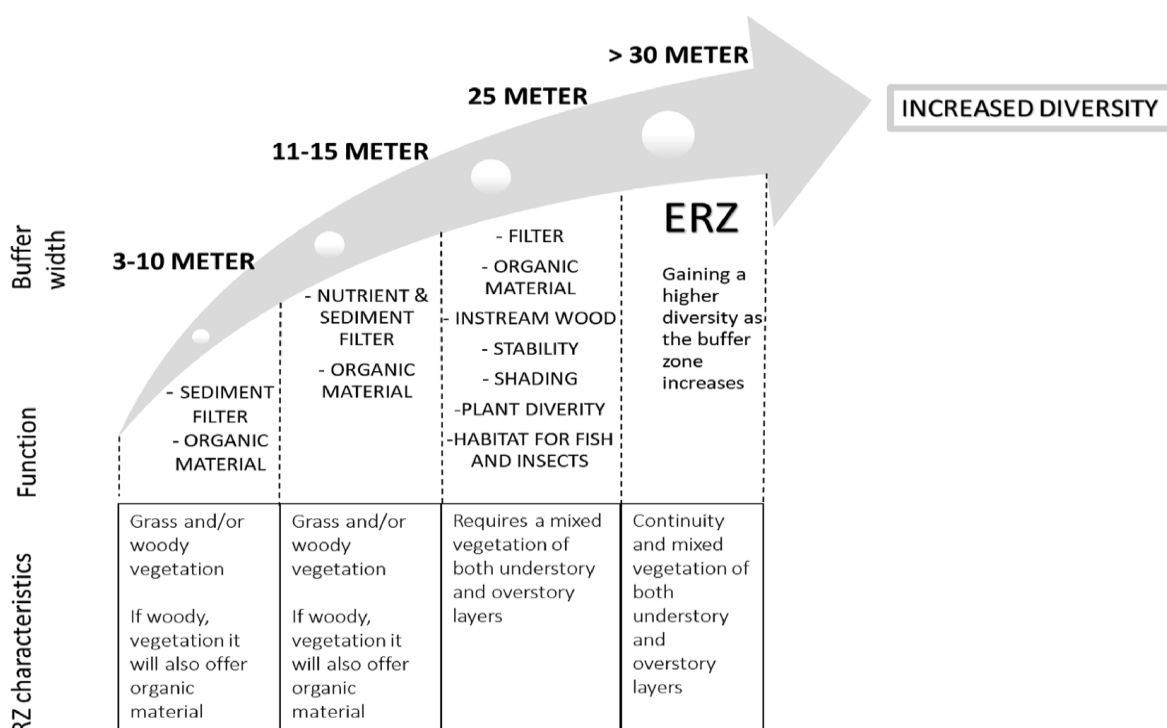 > 30 METER
25 METER
INCREASED DIVERSITY
11-15 METER
Buffer
width
3-10 METER
ERZ
- FILTER
- ORGANIC
MATERIAL
- INSTREAM WOOD
- STABILITY
- SHADING
-PLANT DIVERITY
-HABITAT FOR FISH
AND INSECTS
Gaining a
higher
diversity as
the buffer
zone
increases
- NUTRIENT &
SEDIMENT
FILTER
- ORGANIC
MATERIAL
Function
- SEDIMENT
FILTER
- ORGANIC
MATERIAL
RZ characteristics
Grass and/or
woody
vegetation
If woody,
vegetation it
will also offer
organic
material
Grass and/or
woody
vegetation
If woody,
vegetation it
will also offer
organic
material
Requires a mixed
vegetation of
both understory
and overstory
layers
Continuity
and mixed
vegetation of
both
understory
and
overstory
layers